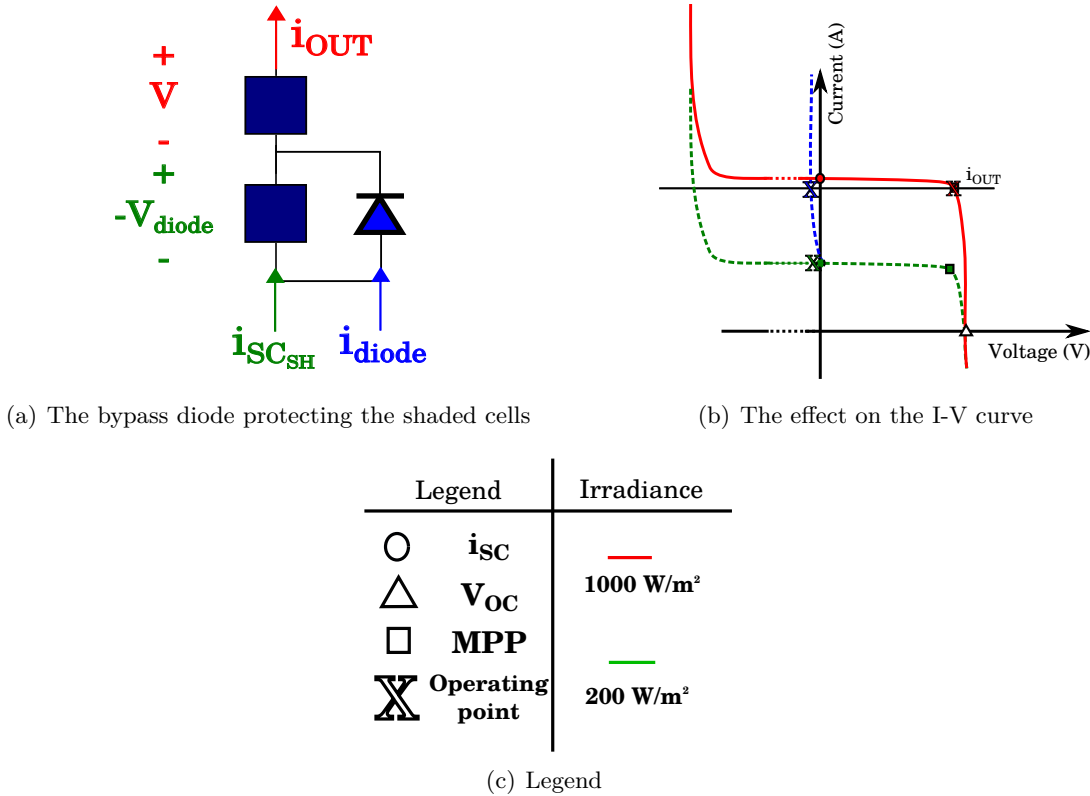 +
V
-
+
-Vdiode
-
iOUT
iSCSH
idiode
Current (A)
iOUT
Voltage (V)
(a) The bypass diode protecting the shaded cells
(b) The effect on the I-V curve
Legend
Irradiance
iSC
1000 W/m²
VOC
MPP
200 W/m²
X
Operating
point
(c) Legend